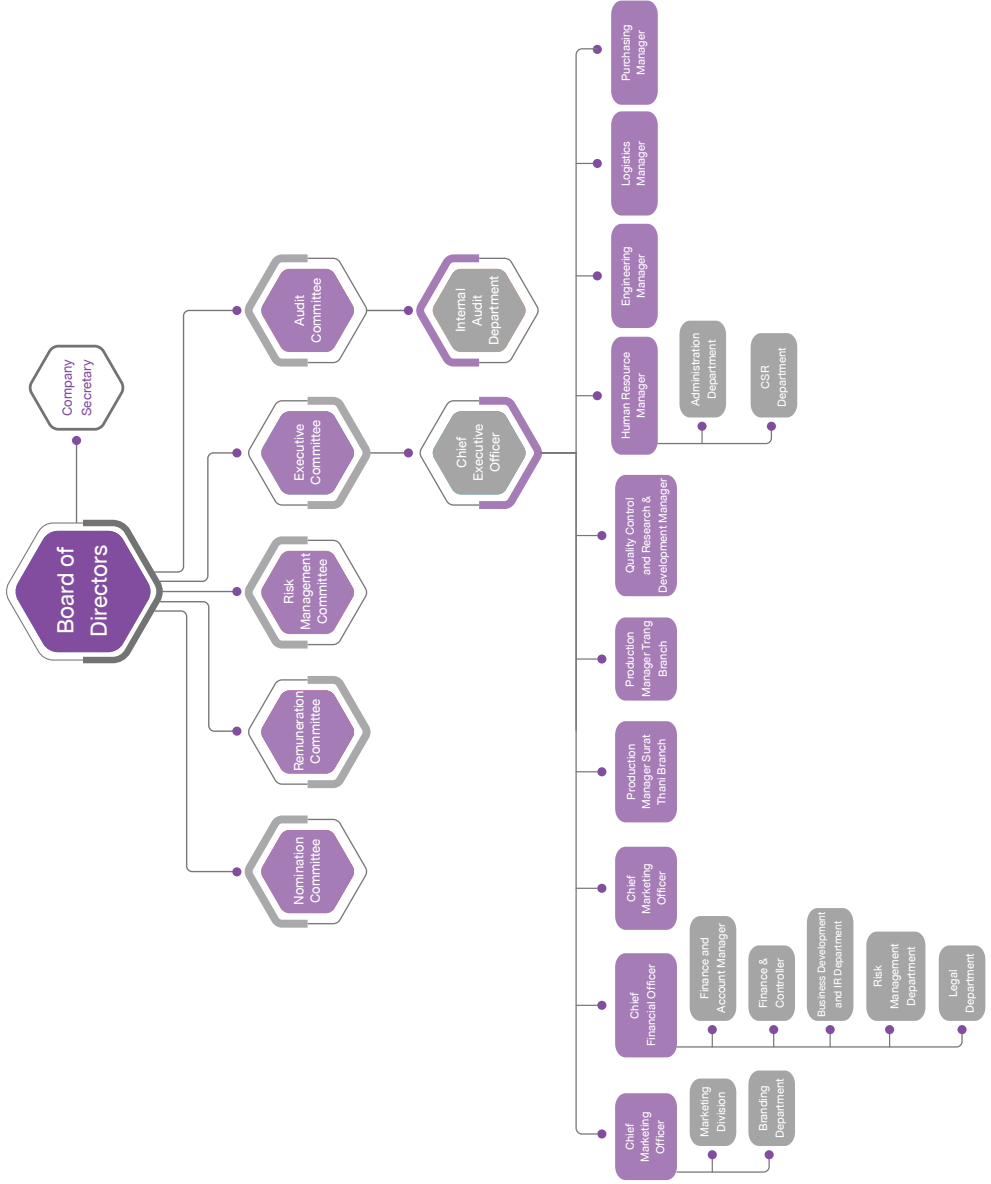 Board of
Directors
Company
Secretary
Nomination
Committee
Remuneration
Committee
Risk
Management
Committee
Executive
Committee
Audit
Committee
Chief
Executive
Officer
Internal
Audit
Department
Chief
Marketing
Officer
Marketing
Division
Branding
Department
Chief
Financial Officer
Finance and
Account Manager
Finance &
Controller
Business Development
and IR Department
Risk
Management
Department
Legal
Department
Chief
Marketing
Officer
Production
Manager Surat
Thani Branch
Production
Manager Trang
Branch
Quality Control
and Research &
Development Manager
Human Resource
Manager
Administration
Department
CSR
Department
Engineering
Manager
Logistics
Manager
Purchasing
Manager